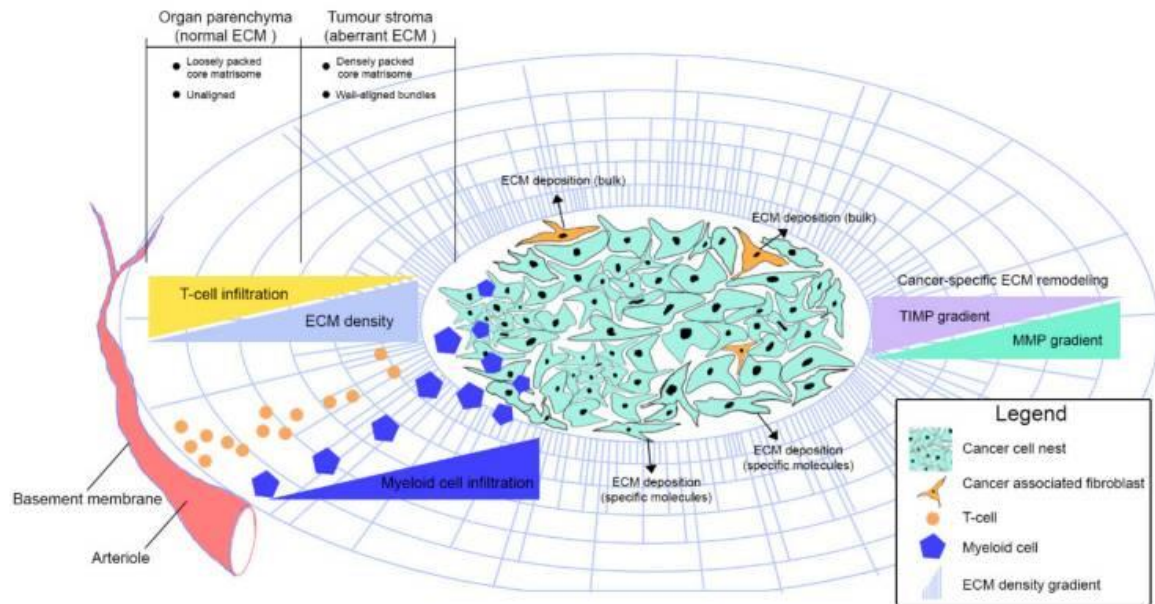 Organ parenchyma
(normal ECM )
Tumour stroma
(aberrant ECM )
Loosely packed
core matrisome
Unaligned
Densely packed
core matrisome
Well-aligned bundles
ECM deposition (bulk)
ECM deposition (bulk)
T-cell infiltration
ECM density
Cancer-specific ECM remodeling
TIMP gradient
MMP gradient
Myeloid cell infiltration
ECM deposition
(specific molecules)
ECM deposition
(specific molecules)
Basement membrane
Arteriole
Legend
Cancer cell nest
Cancer associated fibroblast
T-cell
Myeloid cell
ECM density gradient